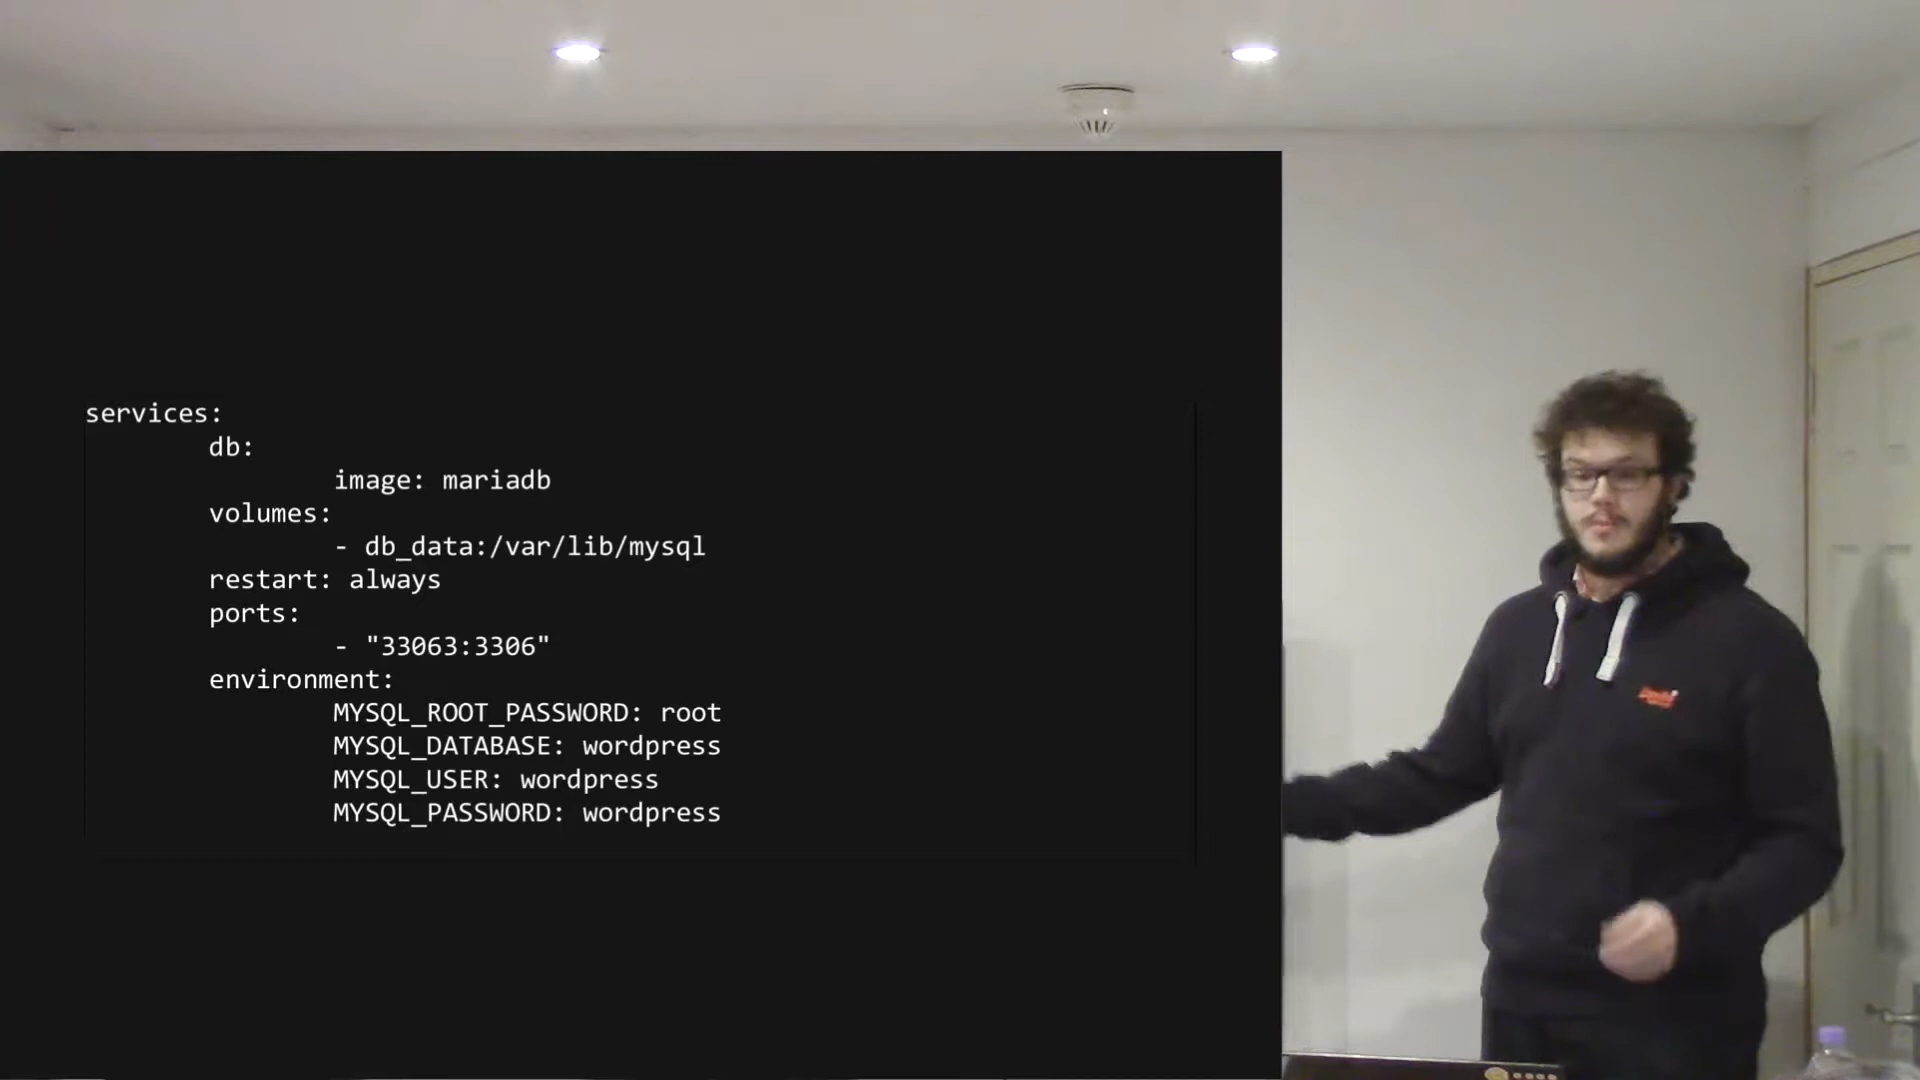 services:
db:
image: mariadb
volumes:
- db_data:/var/lib/mysql
restart: always
ports:
- "33063:3306"
environment:
MYSQL_ROOT_PASSWORD: root
MYSQL_DATABASE: wordpress
MYSQL_USER: wordpress
MYSQL_PASSWORD: wordpress